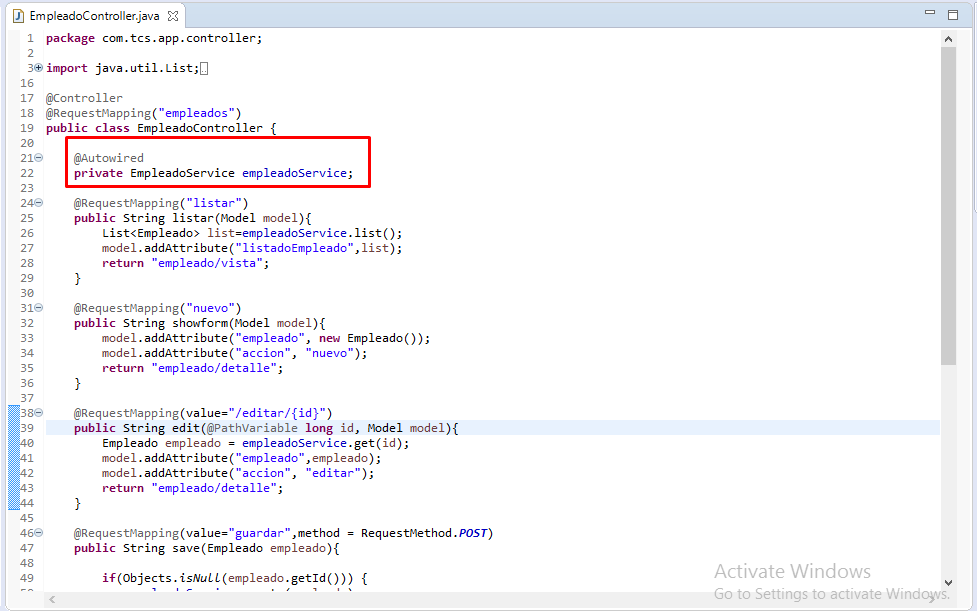 EmpleadoController.java
1 package com.tcs.app.controller;
2
3 import java.util.List;
16
17 @Controller
18 @RequestMapping("empleados")
19 public class EmpleadoController {
20
21 @Autowired
22 private EmpleadoService empleadoService;
23
24 @RequestMapping("listar")
25 public String listar(Model model){
26 List<Empleado> list=empleadoService.list();
27 model.addAttribute("listadoEmpleado",list);
28 return "empleado/vista";
29 }
30
31 @RequestMapping("nuevo")
32 public String showform(Model model){
33 model.addAttribute("empleado", new Empleado());
34 model.addAttribute("accion", "nuevo");
35 return "empleado/detalle";
36 }
37
38 @RequestMapping(value="/editar/{id}")
39 public String edit(@PathVariable long id, Model model){
40 Empleado empleado = empleadoService.get(id);
41 model.addAttribute("empleado",empleado);
42 model.addAttribute("accion", "editar");
43 return "empleado/detalle";
44 }
45
46 @RequestMapping(value="guardar",method = RequestMethod.POST)
47 public String save(Empleado empleado){
48
49 if(Objects.isNull(empleado.getId())) {
Activate Windows
Go to Settings to activate Windows.